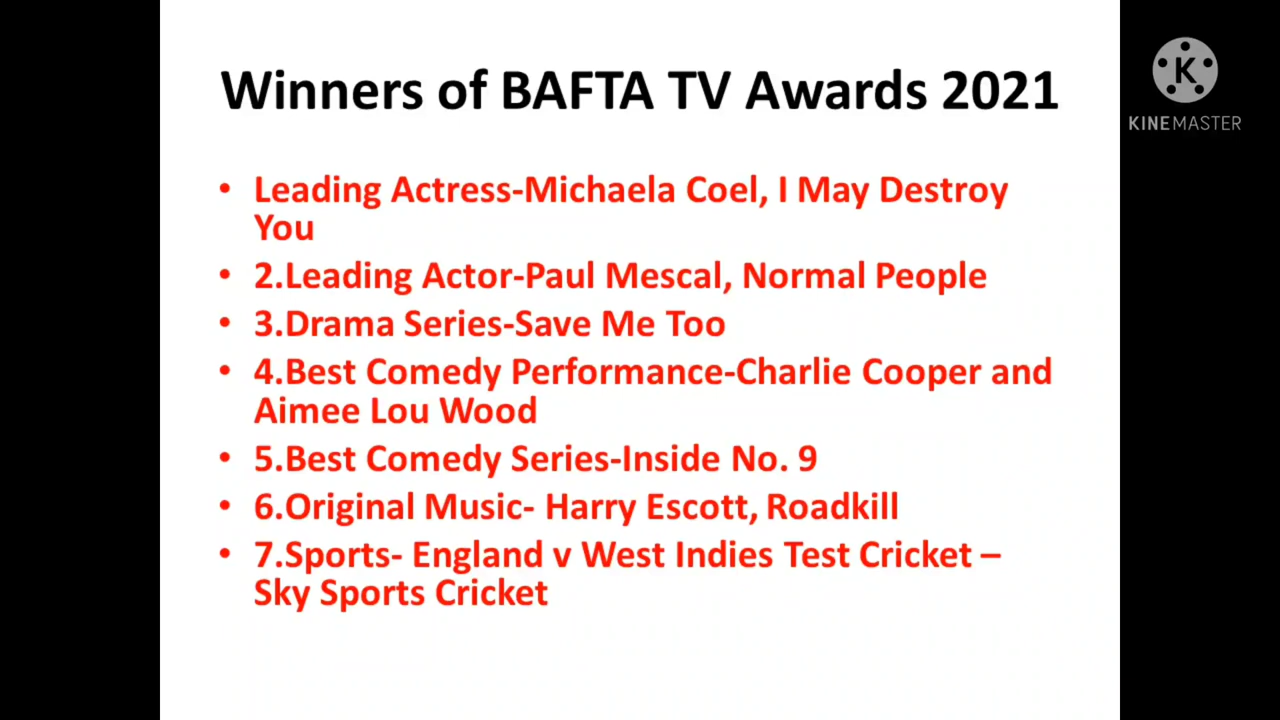 Winners of BAFTA TV Awards 2021
K
KINEMASTER
• Leading Actress-Michaela Coel, I May Destroy
You
• 2.Leading Actor-Paul Mescal, Normal People
• 3.Drama Series-Save Me Too
• 4.Best Comedy Performance-Charlie Cooper and
Aimee Lou Wood
• 5.Best Comedy Series-Inside No. 9
• 6.Original Music- Harry Escott, Roadkill
• 7.Sports- England v West Indies Test Cricket –
Sky Sports Cricket